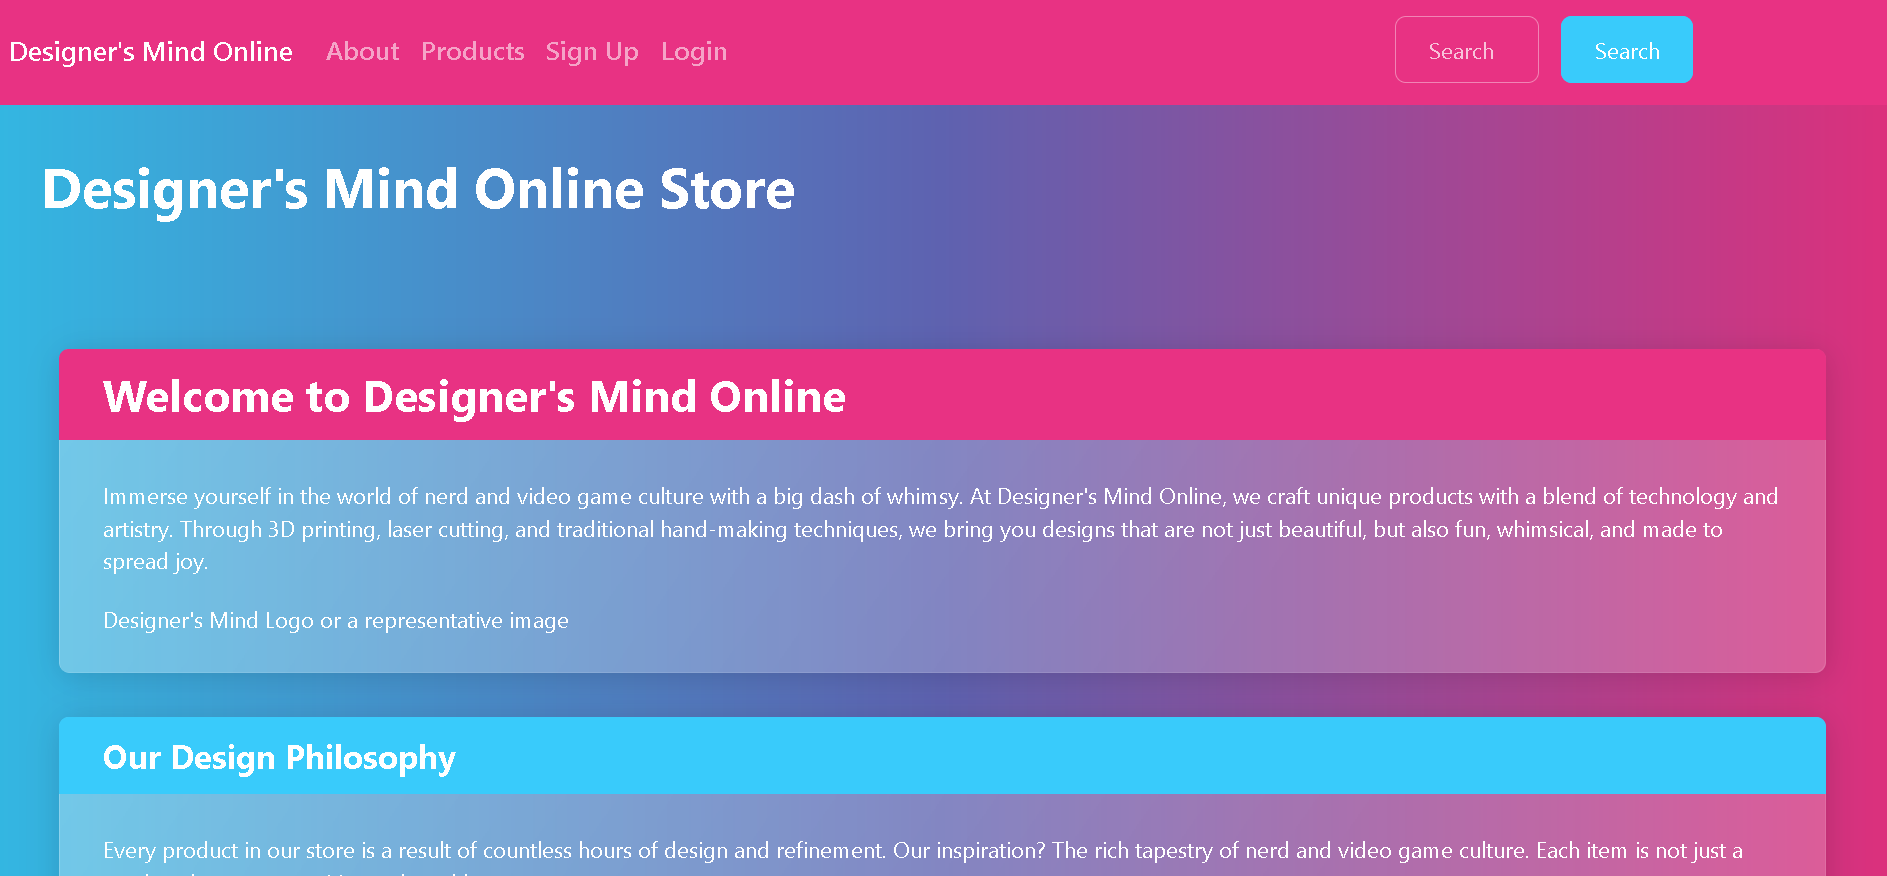 Designer's Mind Online About Products Sign Up Login Search Search
Designer's Mind Online Store
Welcome to Designer's Mind Online
Immerse yourself in the world of nerd and video game culture with a big dash of whimsy. At Designer's Mind Online, we craft unique products with a blend of technology and
artistry. Through 3D printing, laser cutting, and traditional hand-making techniques, we bring you designs that are not just beautiful, but also fun, whimsical, and made to
spread joy.
Designer's Mind Logo or a representative image
Our Design Philosophy
Every product in our store is a result of countless hours of design and refinement. Our inspiration? The rich tapestry of nerd and video game culture. Each item is not just a